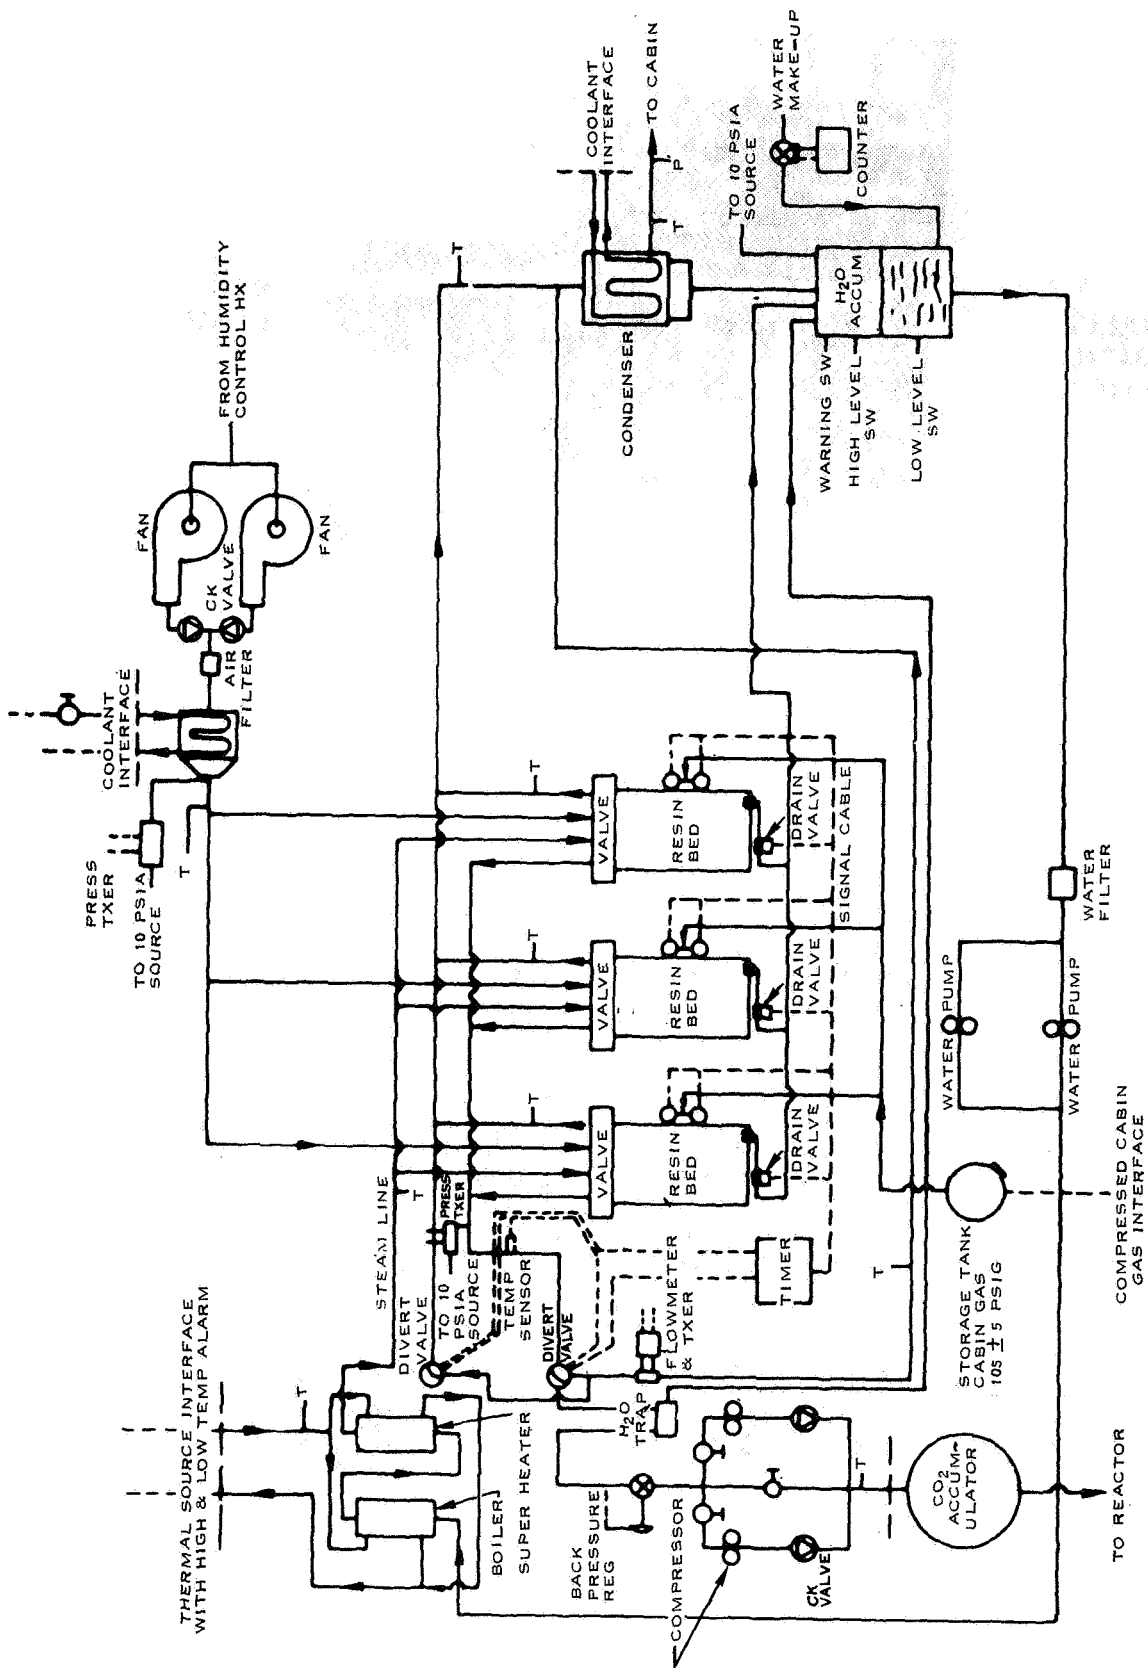 THERMAL SOURCE INTERFACE
WITH HIGH & LOW TEMP ALARM
T
BOILER
SUPER HEATER
STEAM LINE
T
DIVERT
VALVE
TO 10
PSIA
SOURCE
PRESS
TXER
TEMP
SENSOR
DIVERT
VALVE
FLOWMETER
& TXER
H2O
TRAP
BACK
PRESSURE
REG
COMPRESSOR
CK
VALVE
T
CO2
ACCUM-
ULATOR
TO REACTOR
TIMER
T
STORAGE TANK
CABIN GAS
105 ± 5 PSIG
COMPRESSED CABIN
GAS INTERFACE
PRESS
TXER
TO 10 PSIA
SOURCE
T
COOLANT
INTERFACE
AIR
FILTER
CK
VALVE
FAN
FAN
FROM HUMIDITY
CONTROL HX
T
VALVE
RESIN
BED
DRAIN
VALVE
T
VALVE
RESIN
BED
DRAIN
VALVE
T
VALVE
RESIN
BED
DRAIN
VALVE
SIGNAL CABLE
WATER PUMP
WATER PUMP
WATER
FILTER
T
CONDENSER
COOLANT
INTERFACE
TO CABIN
T
P
TO 10 PSIA
SOURCE
WATER
MAKE-UP
COUNTER
H2O
ACCUM
WARNING SW
HIGH LEVEL
SW
LOW LEVEL
SW